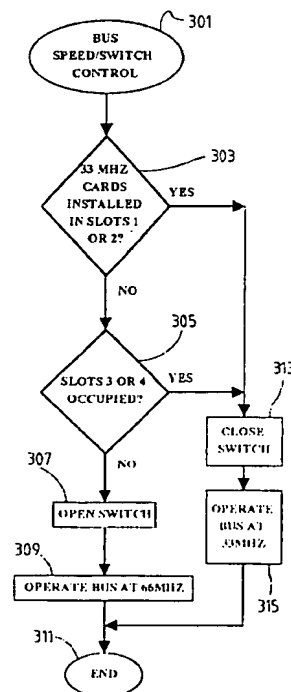 301
BUS
SPEED/SWITCH
CONTROL
303
33 MHZ
CARDS
INSTALLED
IN SLOTS 1
OR 2?
YES
NO
305
SLOTS 3 OR 4
OCCUPIED?
YES
313
NO
CLOSE
SWITCH
307
OPEN SWITCH
OPERATE
BUS AT
33MHZ
309
OPERATE BUS AT 66MHZ
315
311
END